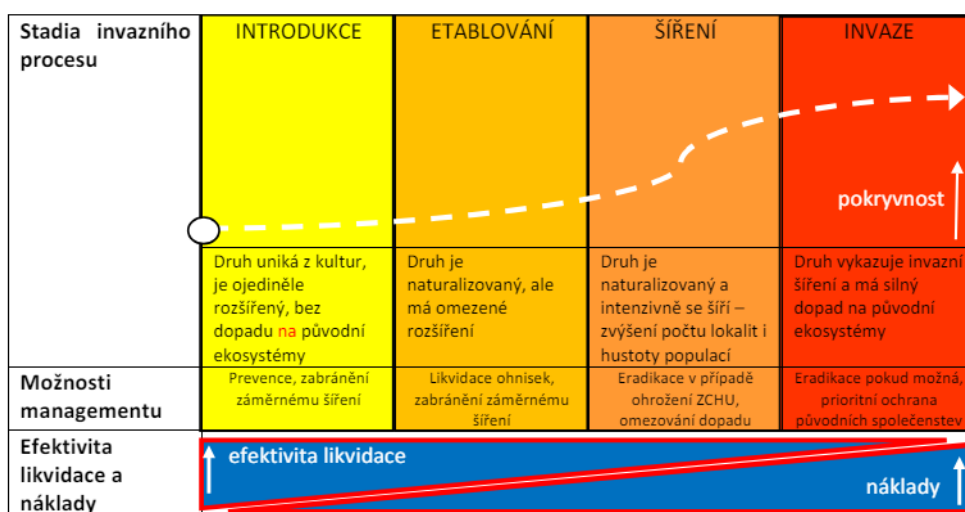 Stadia invazního
procesu
INTRODUKCE
ETABLOVÁNÍ
ŠÍŘENÍ
INVAZE
pokryvnost
Druh uniká z kultur,
je ojediněle
rozšířený, bez
dopadu na původní
ekosystémy
Druh je
naturalizovaný, ale
má omezené
rozšíření
Druh je
naturalizovaný a
intenzivně se šíří –
zvýšení počtu lokalit i
hustoty populací
Druh vykazuje invazní
šíření a má silný
dopad na původní
ekosystémy
Možnosti
managementu
Prevence, zabránění
záměrnému šíření
Likvidace ohnisek,
zabránění záměrnému
šíření
Eradikace v případě
ohrožení ZCHU,
omezování dopadu
Eradikace pokud možná,
prioritní ochrana
původních společenstev
Efektivita
likvidace a
náklady
efektivita likvidace
náklady